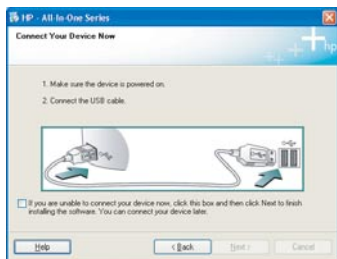 HP - All-In-One Series
Connect Your Device Now
hp
1. Make sure the device is powered on.
2. Connect the USB cable.
If you are unable to connect your device now, click this box and then click Next to finish
installing the software. You can connect your device later.
Help
< Back
Next >
Cancel